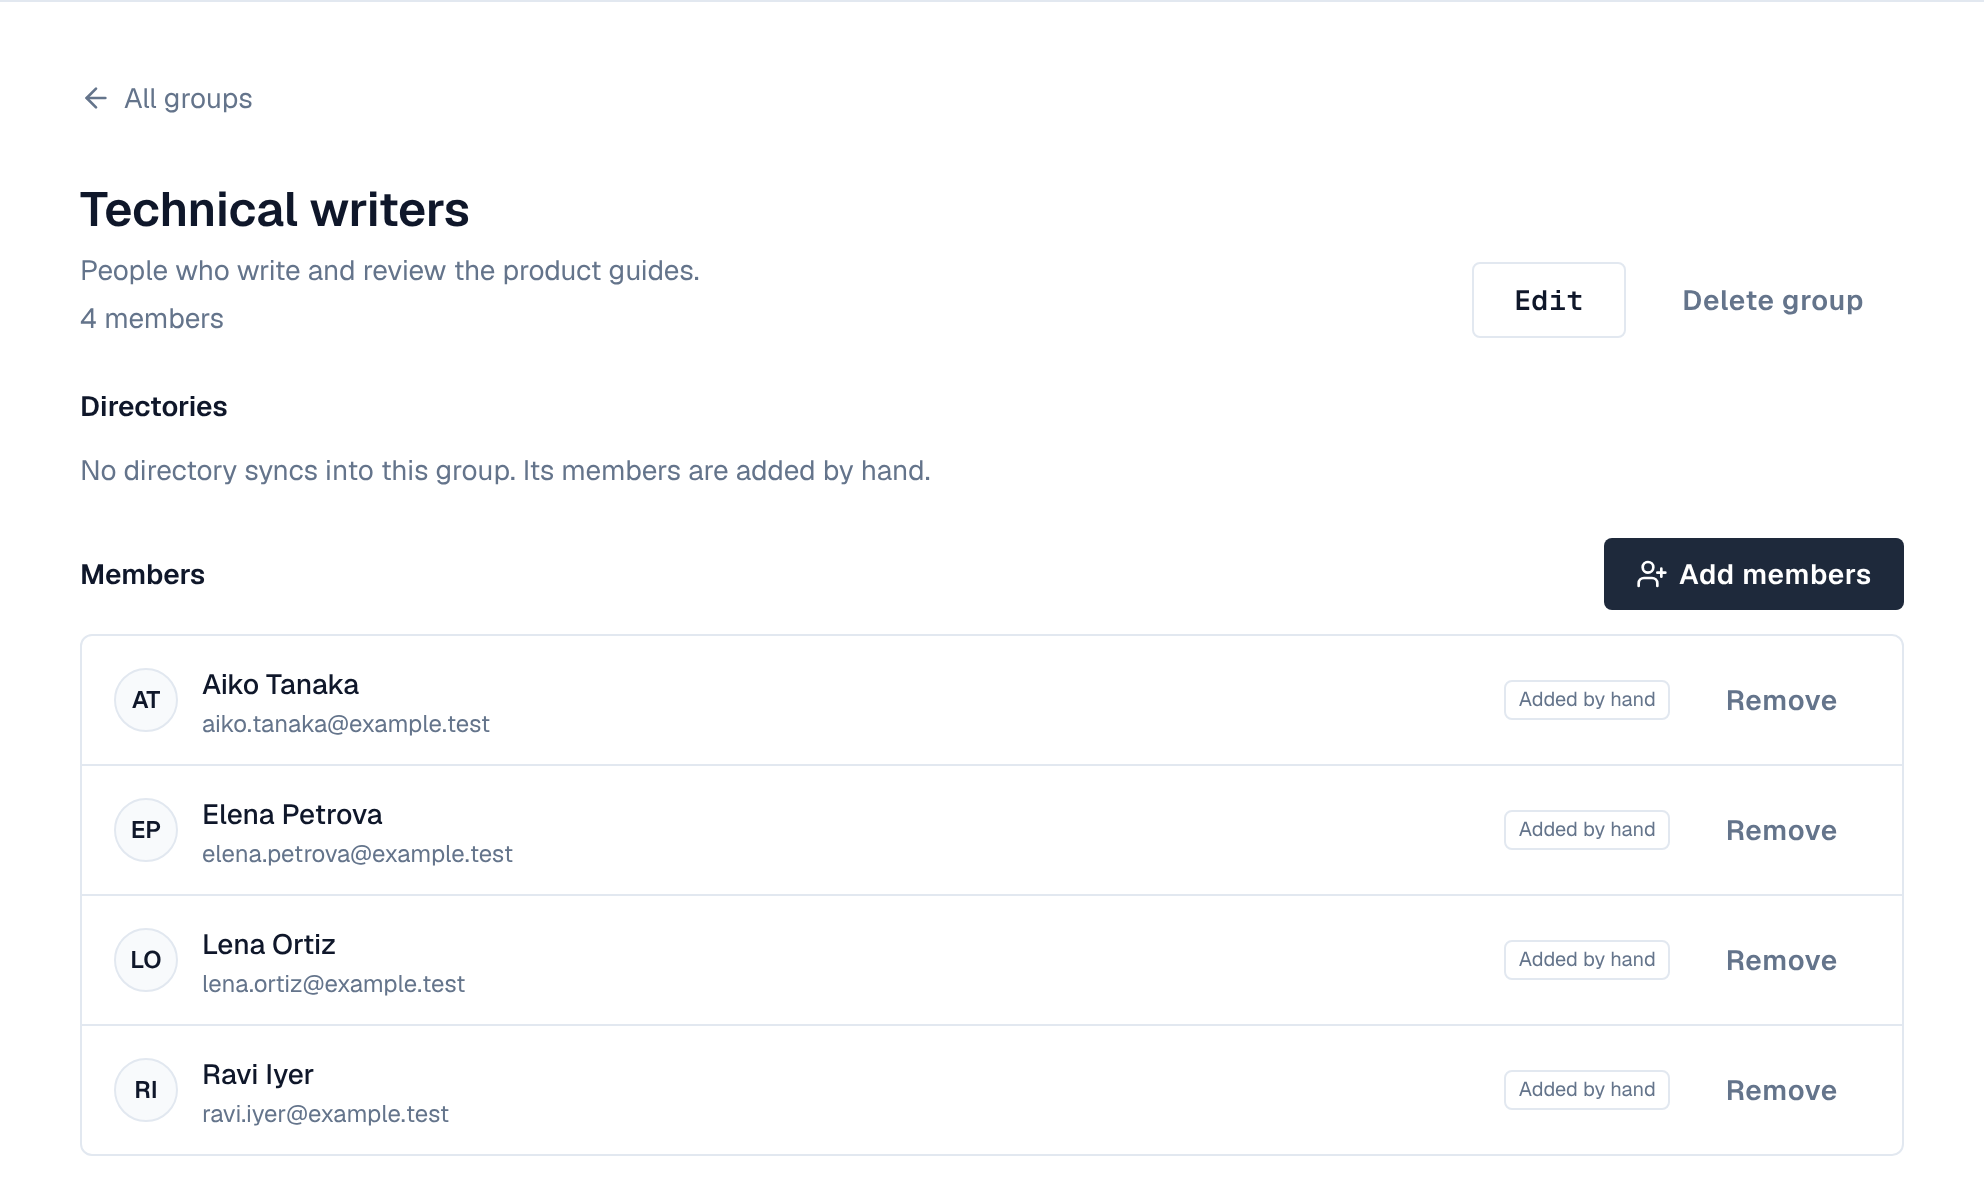 All groups
Technical writers
People who write and review the product guides.
4 members
Edit
Delete group
Directories
No directory syncs into this group. Its members are added by hand.
Members
Add members
AT
Aiko Tanaka
aiko.tanaka@example.test
Added by hand
Remove
EP
Elena Petrova
elena.petrova@example.test
Added by hand
Remove
LO
Lena Ortiz
lena.ortiz@example.test
Added by hand
Remove
RI
Ravi Iyer
ravi.iyer@example.test
Added by hand
Remove